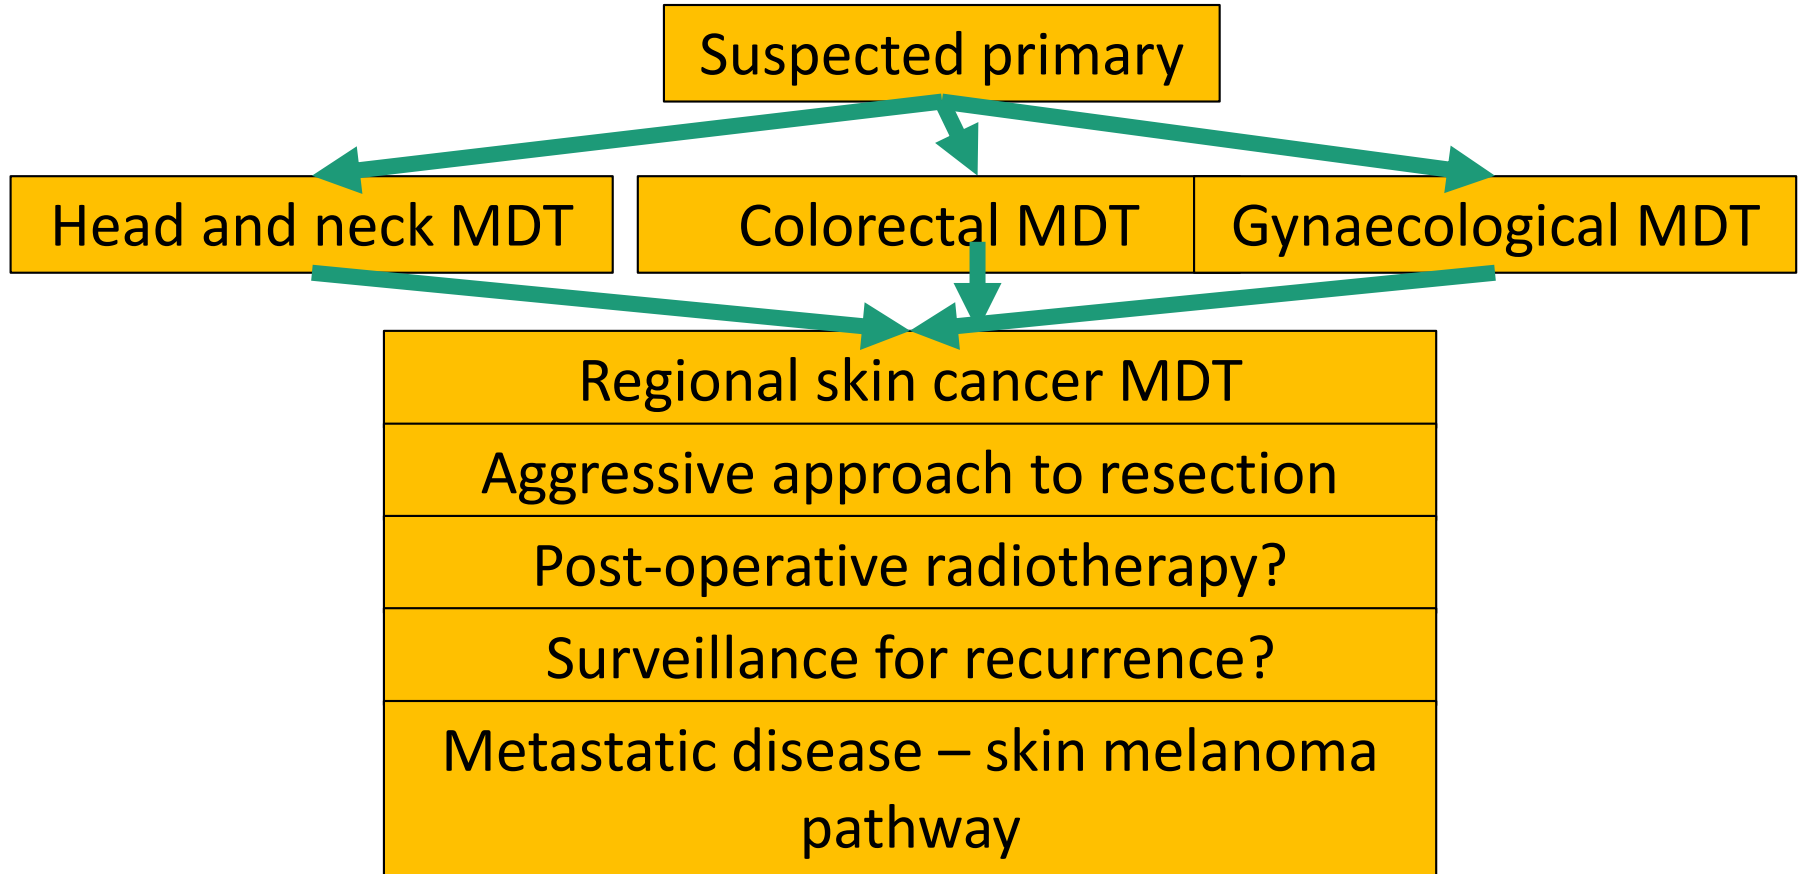 Suspected primary
Head and neck MDT
Colorectal MDT
Gynaecological MDT
Regional skin cancer MDT
Aggressive approach to resection
Post-operative radiotherapy?
Surveillance for recurrence?
Metastatic disease – skin melanoma
pathway